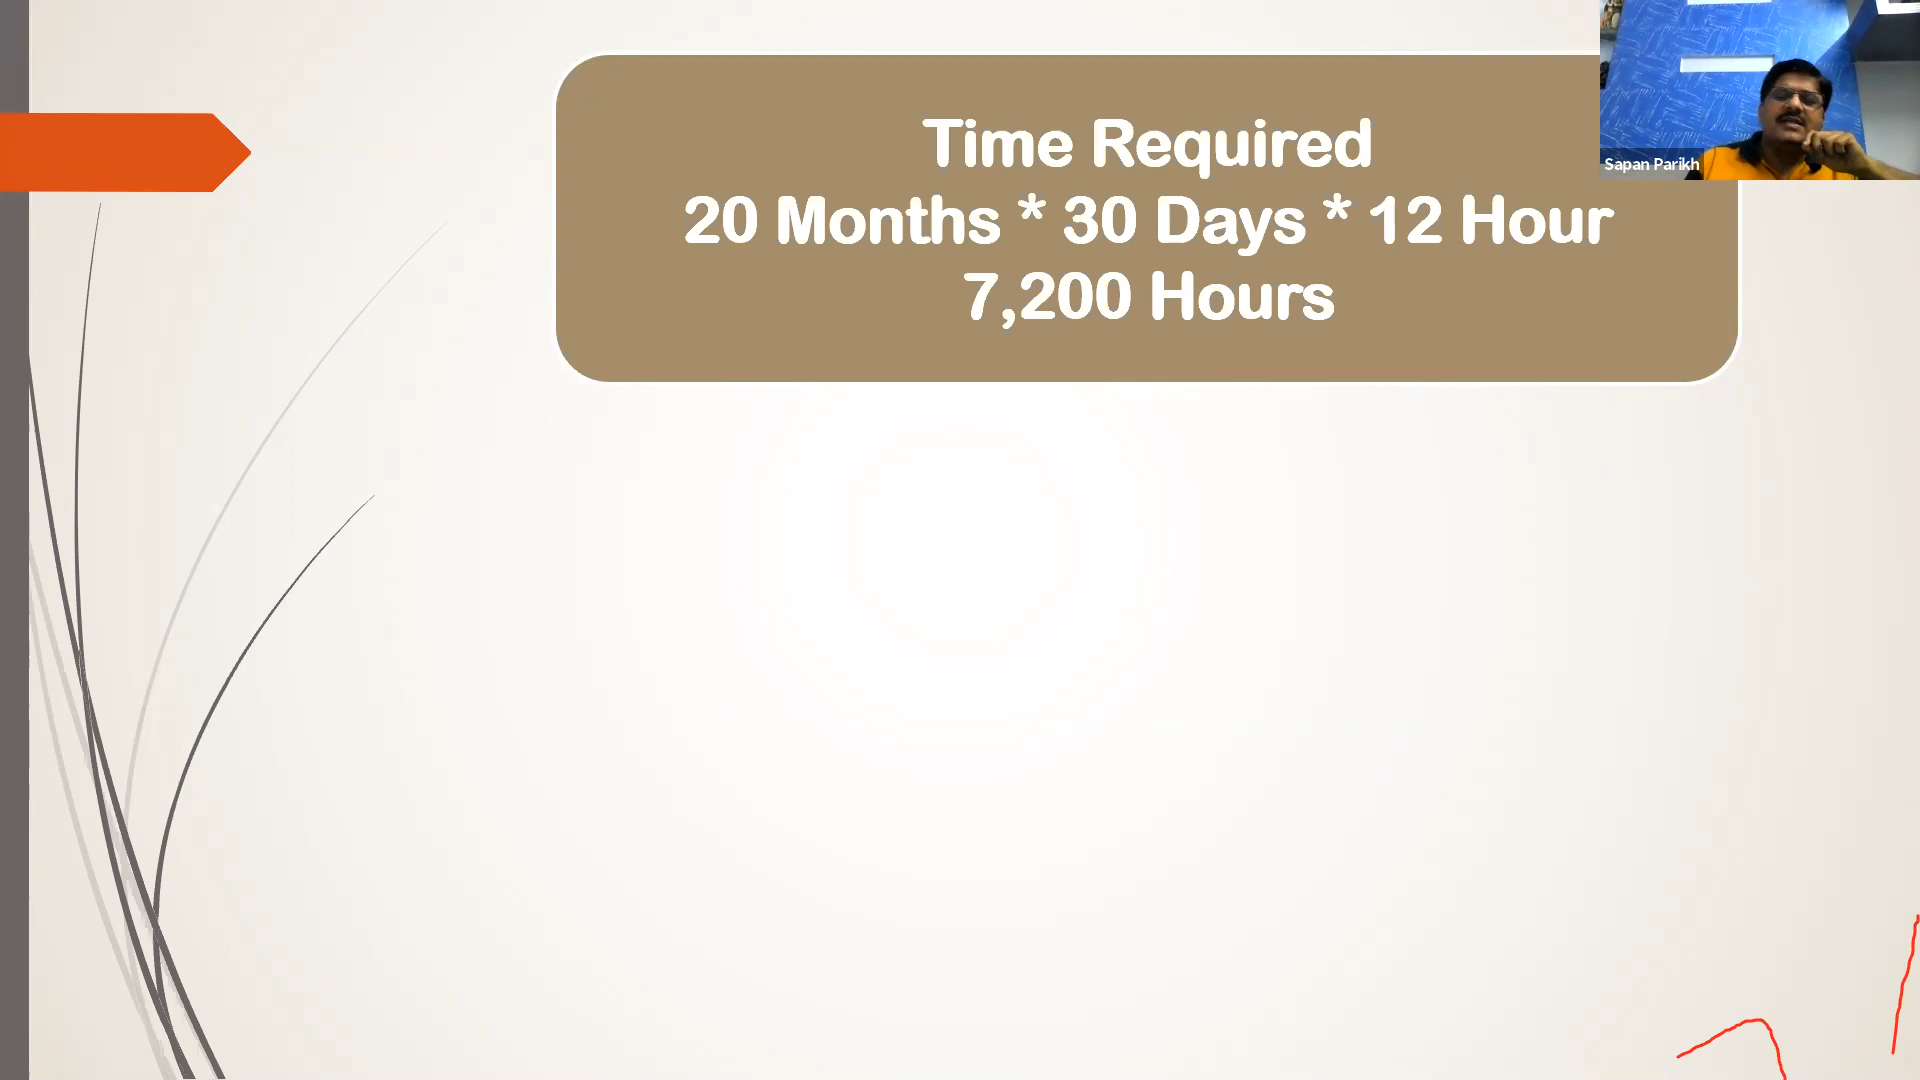 Time Required
20 Months * 30 Days * 12 Hour
7,200 Hours
Sapan Parikh